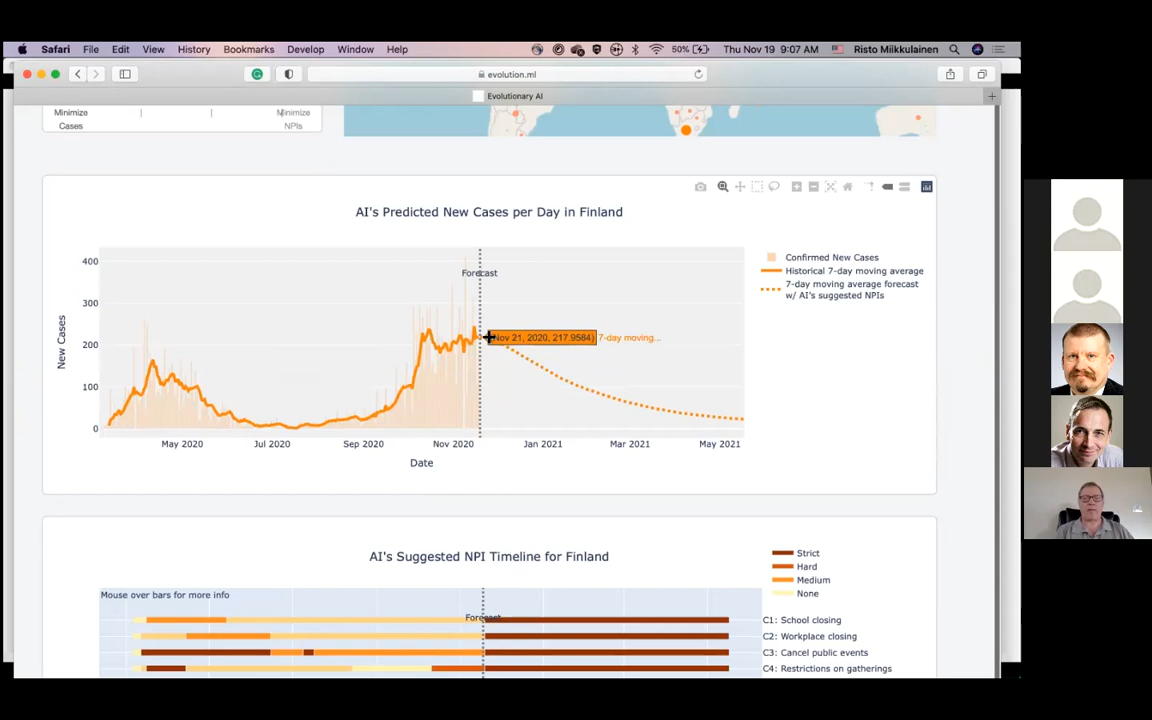 Safari File Edit View History Bookmarks Develop Window Help 50% Thu Nov 19 9:07 AM Risto Miikkulainen
evolution.ml
Evolutionary AI
Minimize Cases
Minimize NPIs
AI's Predicted New Cases per Day in Finland
New Cases
400
300
200
100
0
Forecast
Nov 21, 2020, 217.9584) 7-day moving...
Confirmed New Cases
Historical 7-day moving average
7-day moving average forecast
w/ AI's suggested NPIs
May 2020 Jul 2020 Sep 2020 Nov 2020 Jan 2021 Mar 2021 May 2021
Date
AI's Suggested NPI Timeline for Finland
Strict
Hard
Medium
None
Mouse over bars for more info
Forecast
C1: School closing
C2: Workplace closing
C3: Cancel public events
C4: Restrictions on gatherings